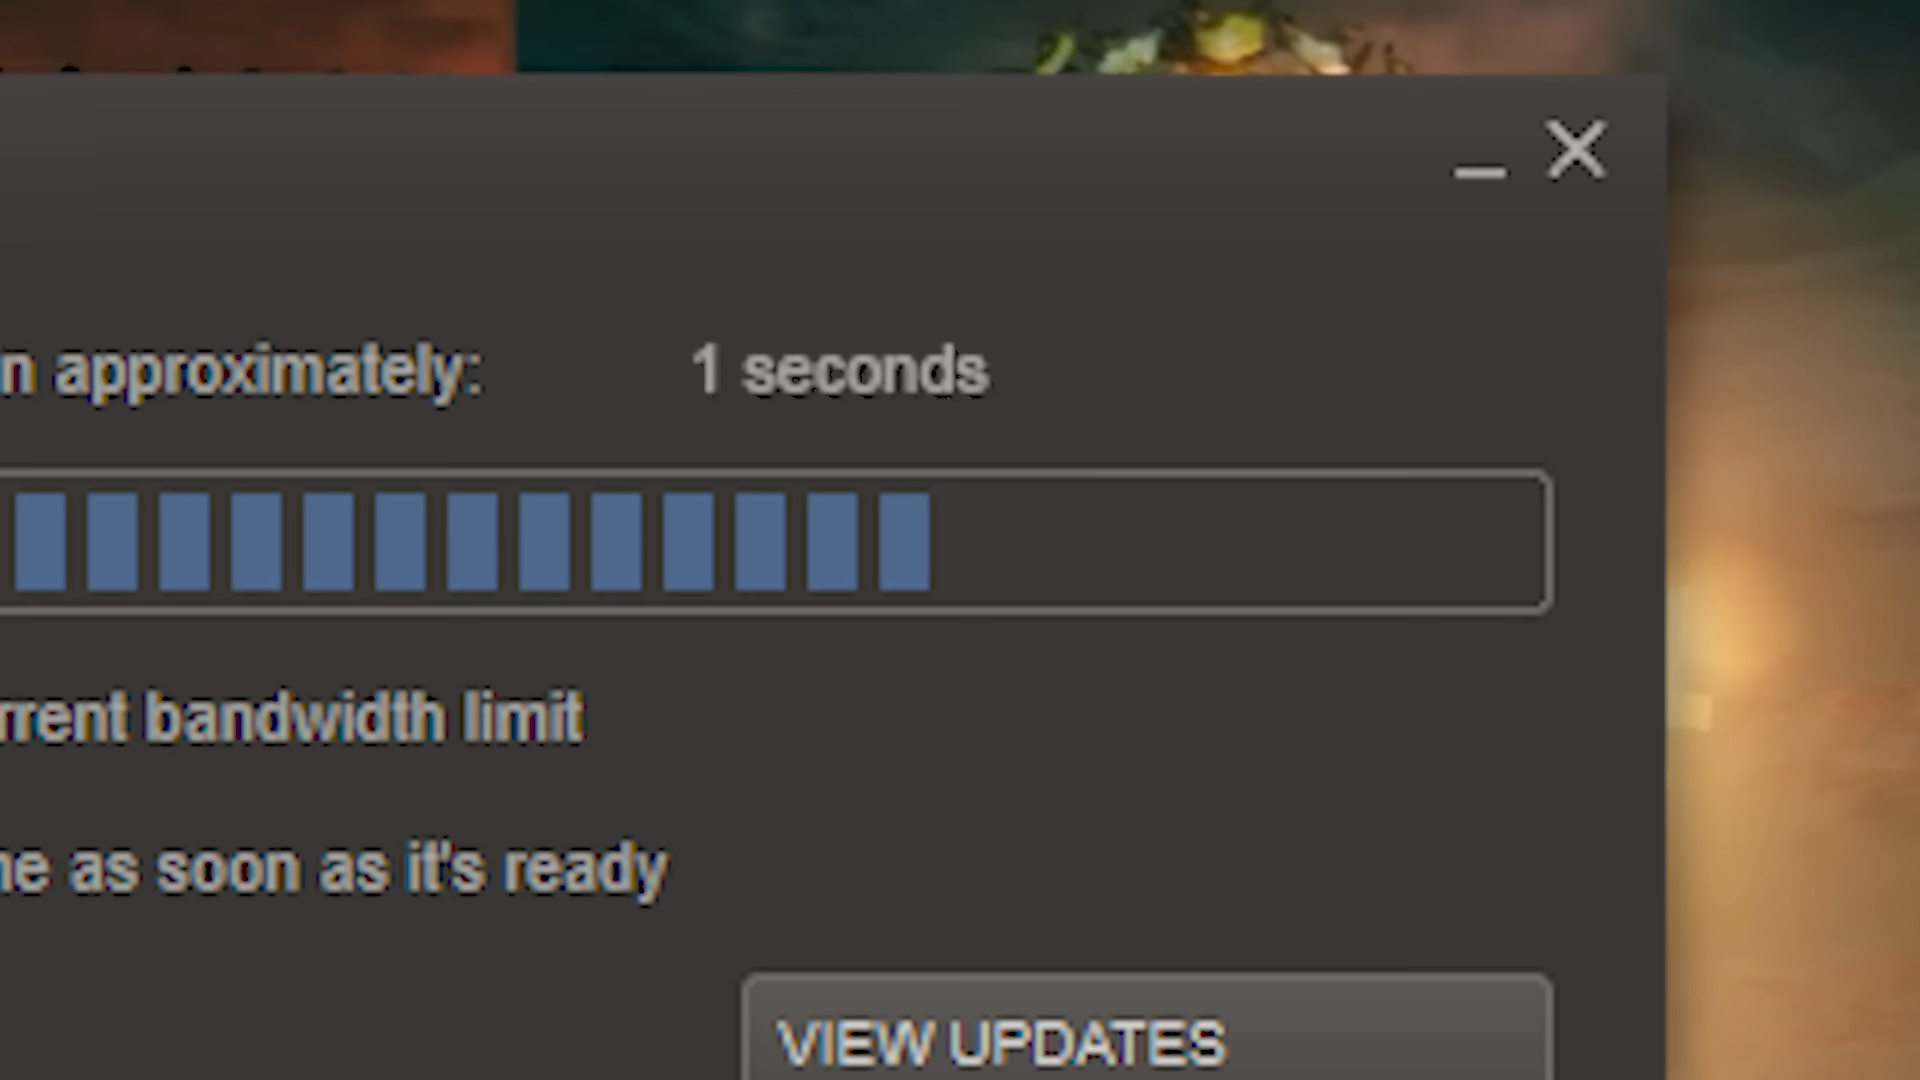 n approximately: 1 seconds
rrent bandwidth limit
ne as soon as it's ready
VIEW UPDATES